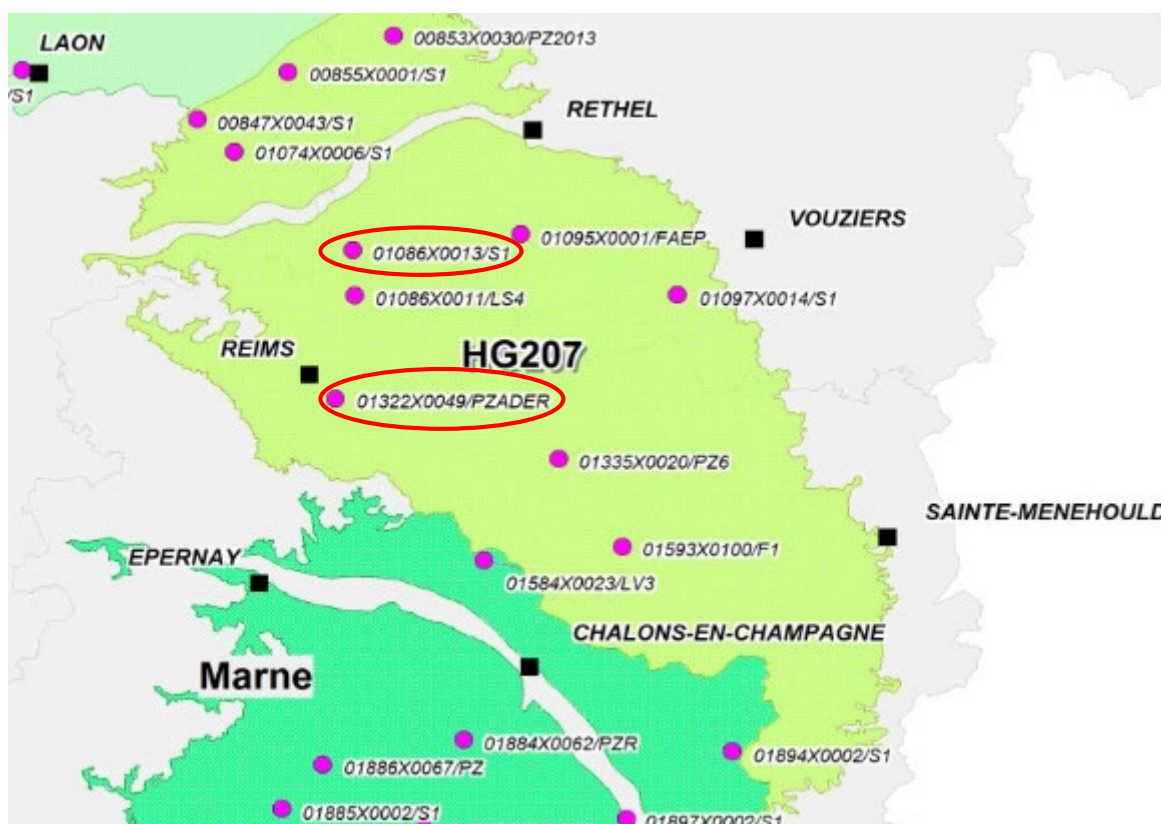 00853X0030/PZ2013
LAON
00855X0001/S1
/S1
RETHEL
00847X0043/S1
01074X0006/S1
VOUZIERS
01095X0001/FAEP
01086X0013/S1
01086X0011/LS4
01097X0014/S1
REIMS
HG207
01322X0049/PZADER
01335X0020/PZ6
SAINTE-MENEHOULD
01593X0100/F1
EPERNAY
01584X0023/LV3
CHALONS-EN-CHAMPAGNE
Marne
01884X0062/PZR
01894X0002/S1
01886X0067/PZ
01885X0002/S1
01897X0002/S1